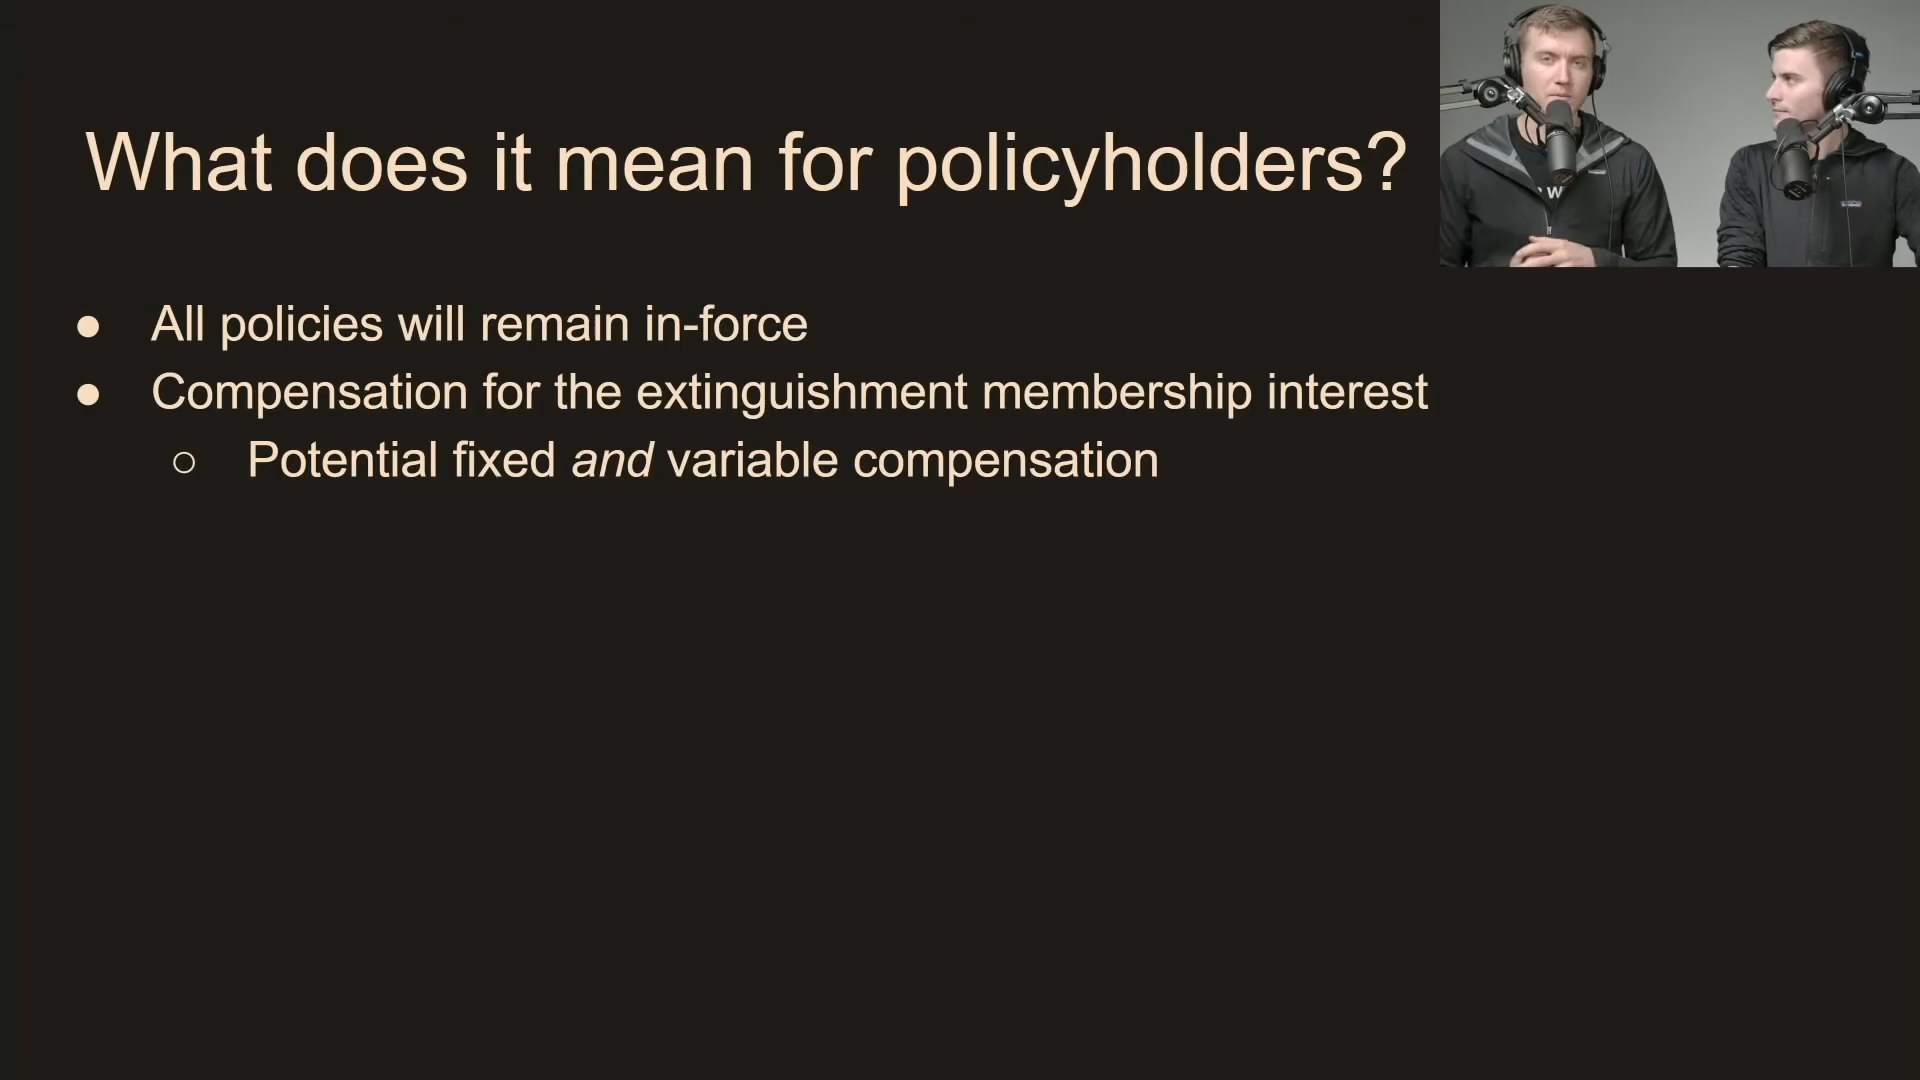 What does it mean for policyholders?
● All policies will remain in-force
● Compensation for the extinguishment membership interest
○ Potential fixed and variable compensation